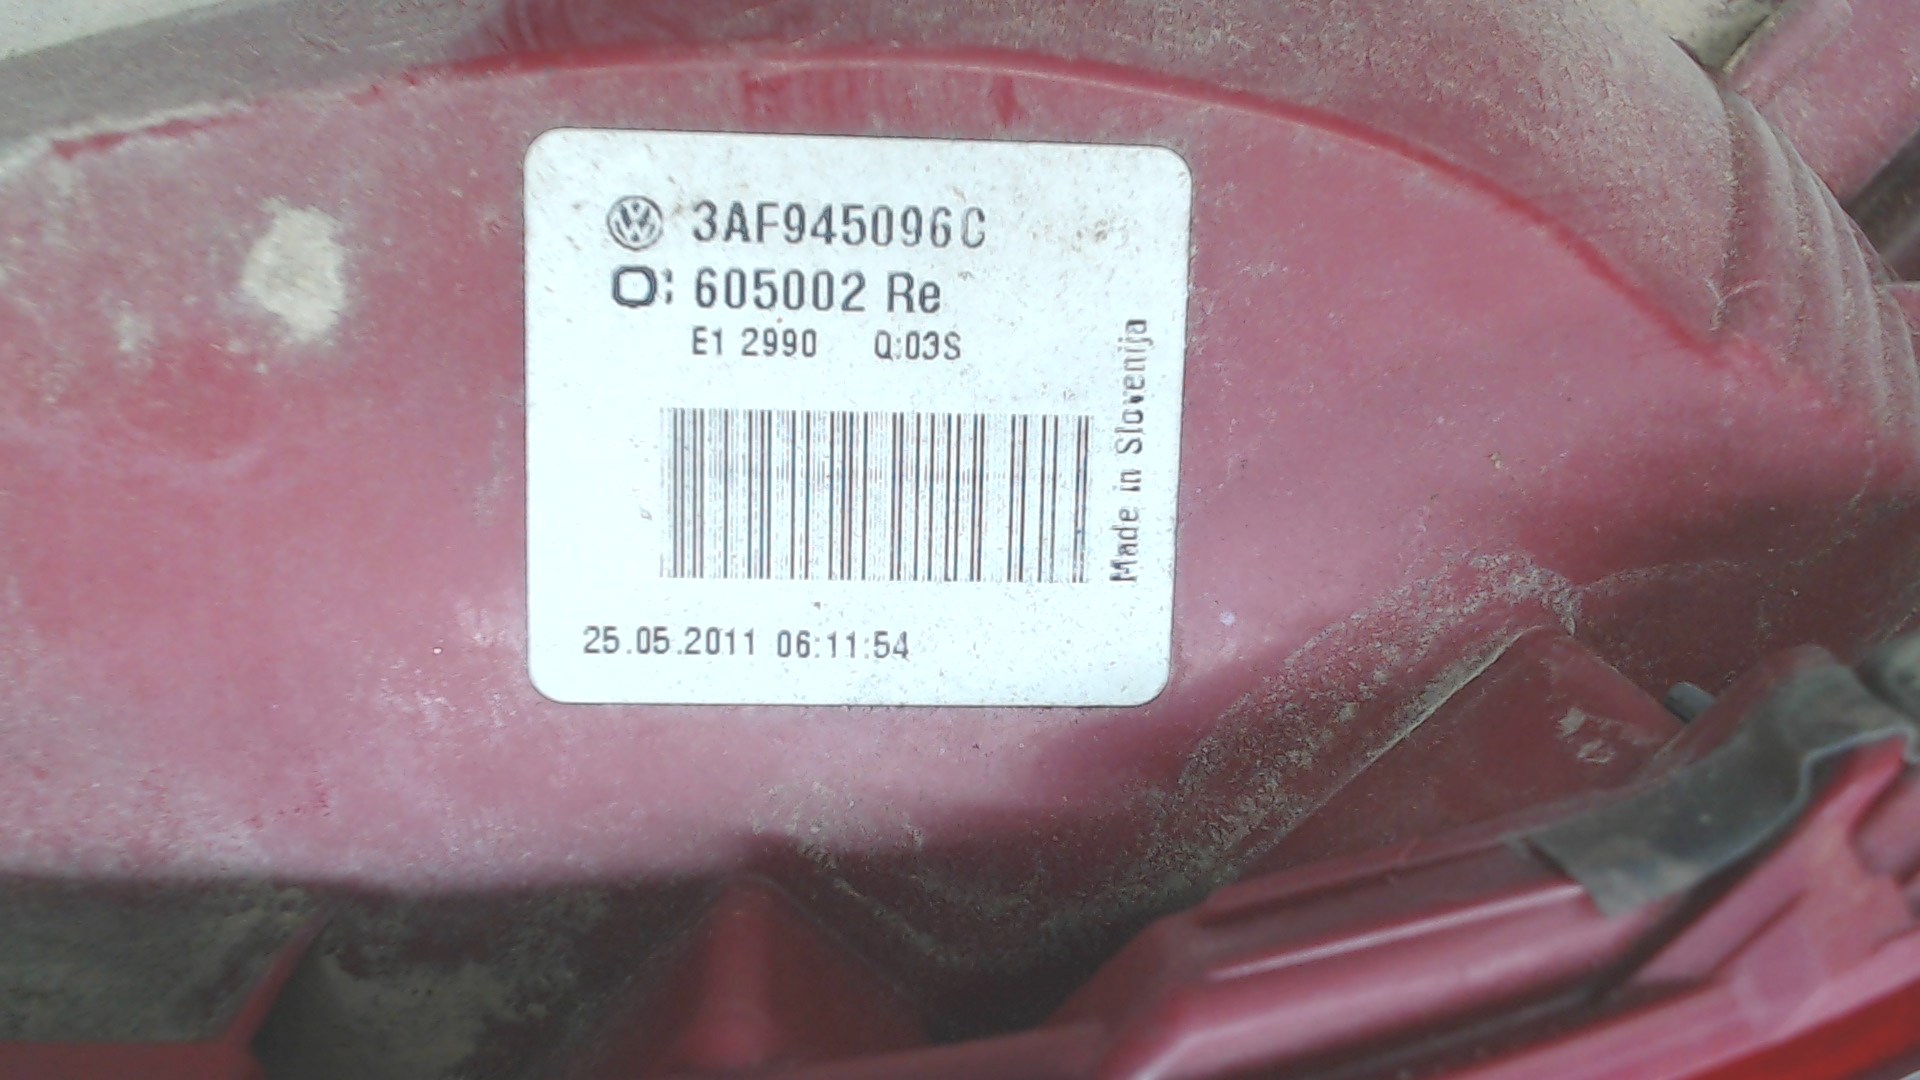 3AF945096C
: 605002 Re
E1 2990 Q:03S
Made in Slovenija
25.05.2011 06:11:54